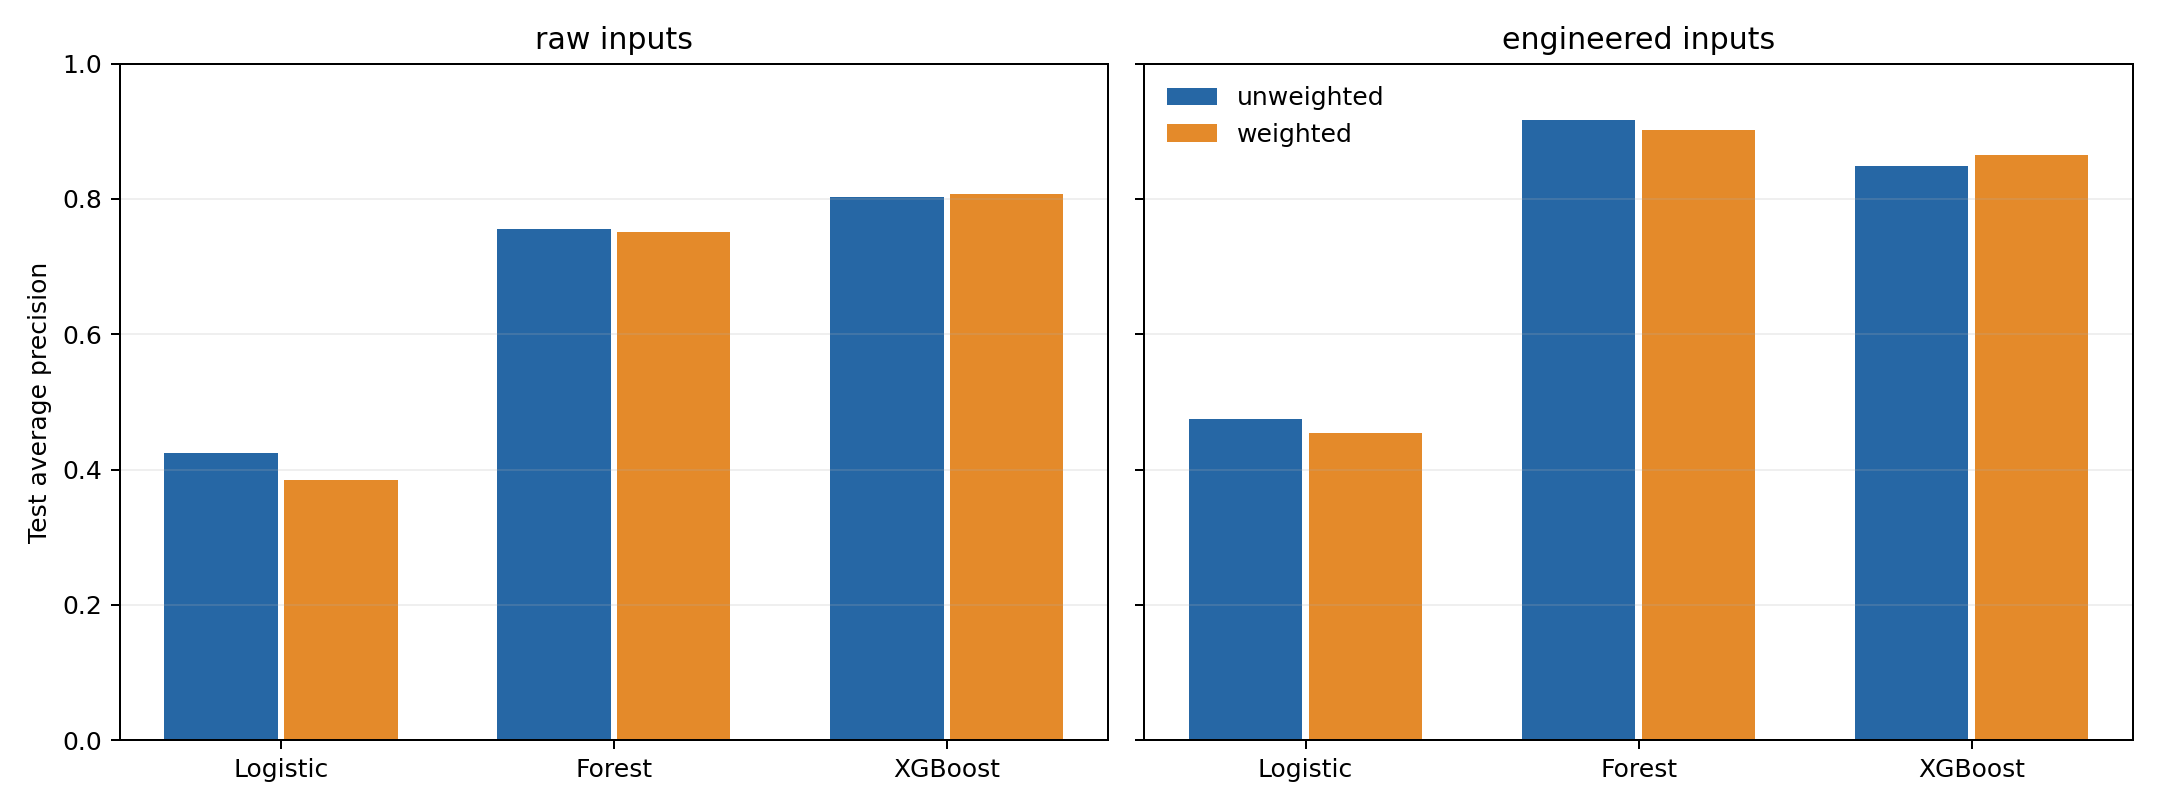 raw inputs
engineered inputs
Test average precision
1.0
0.8
0.6
0.4
0.2
0.0
Logistic Forest XGBoost
unweighted
weighted
Logistic Forest XGBoost